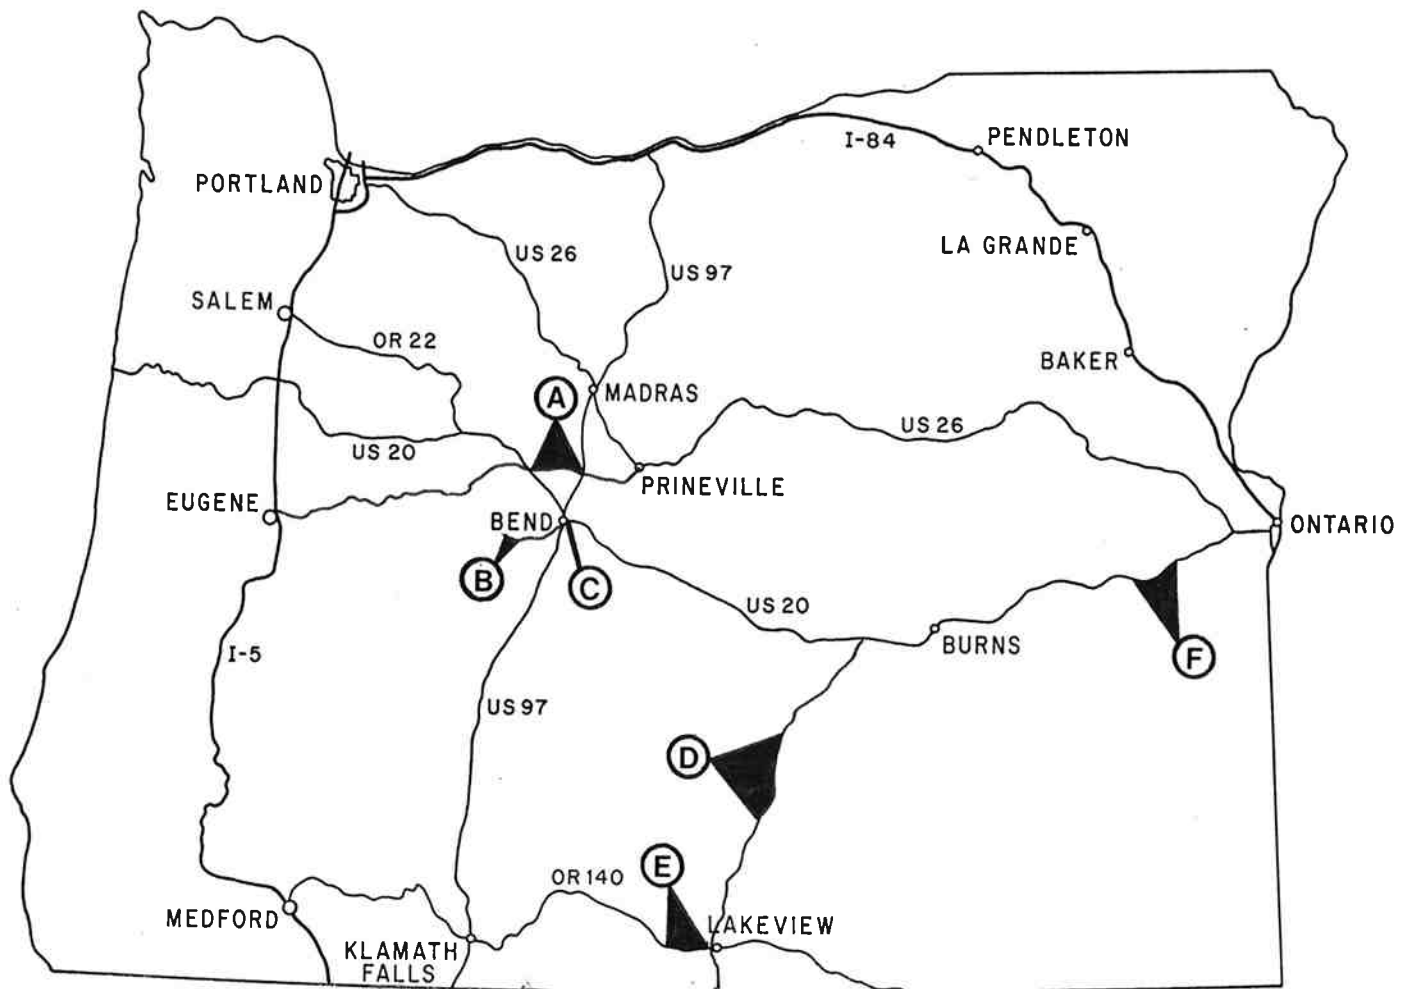 I-84
PENDLETON
PORTLAND
LA GRANDE
US 26
US 97
SALEM
OR 22
BAKER
A
MADRAS
US 26
US 20
PRINEVILLE
EUGENE
BEND
ONTARIO
B
C
US 20
BURNS
I-5
F
US 97
D
E
OR 140
MEDFORD
LAKEVIEW
KLAMATH
FALLS